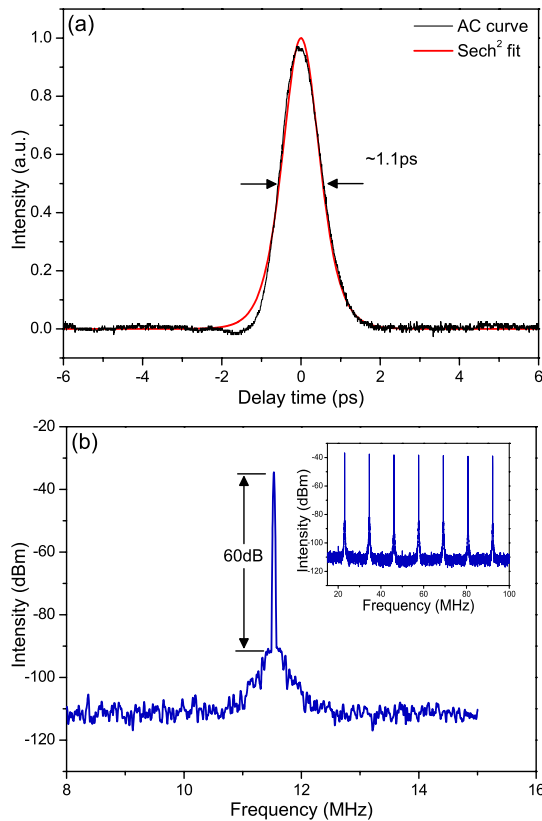 (a)
AC curve
Sech² fit
~1.1ps
Intensity (a.u.)
1.0
0.8
0.6
0.4
0.2
0.0
-6 -4 -2 0 2 4 6
Delay time (ps)
(b)
60dB
Intensity (dBm)
-20
-40
-60
-80
-100
-120
8 10 12 14 16
Frequency (MHz)
Intensity (dBm)
-40
-60
-80
-100
-120
20 40 60 80 100
Frequency (MHz)